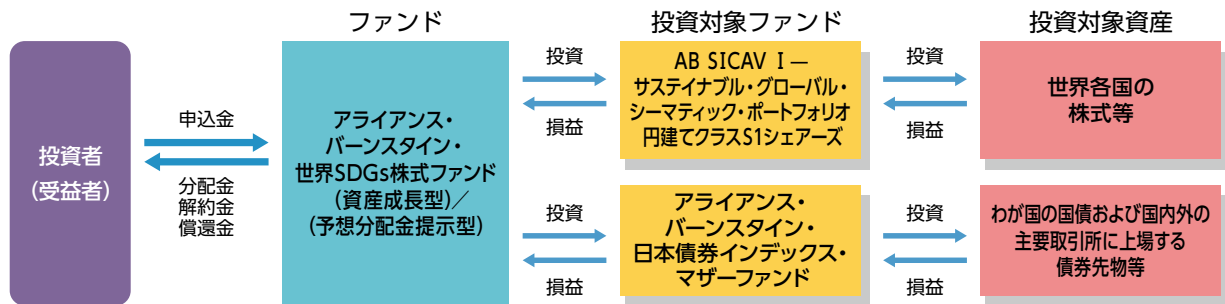 ファンド
投資対象ファンド
投資対象資産
投資者
(受益者)
申込金
分配金
解約金
償還金
アライアンス・
バーンスタイン・
世界SDGs株式ファンド
(資産成長型)／
(予想分配金提示型)
投資
損益
AB SICAV Ⅰ―
サステイナブル・グローバル・
シーマティック・ポートフォリオ
円建てクラスS1シェアーズ
投資
損益
世界各国の
株式等
投資
損益
アライアンス・
バーンスタイン・
日本債券インデックス・
マザーファンド
投資
損益
わが国の国債および国内外の
主要取引所に上場する
債券先物等